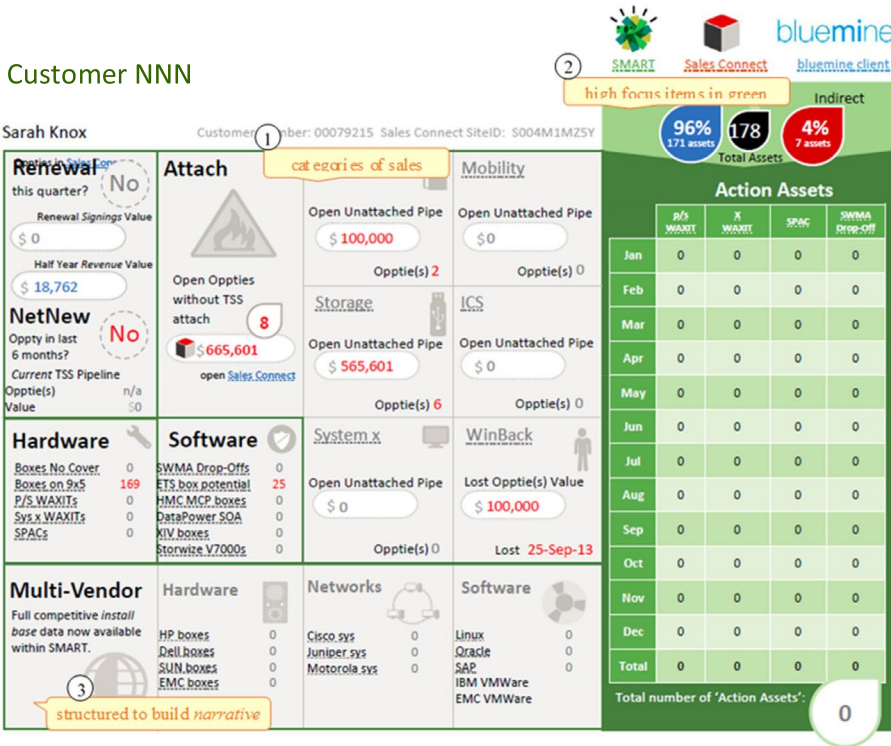 bluemine
SMART
Sales Connect
bluemine client
Customer NNN
2
high focus items in green
Indirect
Sarah Knox
1
Customer ber: 00079215 Sales Connect SiteID: S004M1MZ5Y
categories of sales
96%
171 assets
178
Total Assets
4%
7 assets
Renewal
this quarter?
No
Renewal Signings Value
$ 0
Half Year Revenue Value
$ 18,762
NetNew
Oppty in last
6 months?
No
Current TSS Pipeline
Opptie(s) n/a
Value $0
Attach
Open Oppties
without TSS
attach
8
$665,601
open Sales Connect
Open Unattached Pipe
$ 100,000
Opptie(s) 2
Mobility
Open Unattached Pipe
$0
Opptie(s) 0
Storage
Open Unattached Pipe
$ 565,601
Opptie(s) 6
ICS
Open Unattached Pipe
$ 0
Opptie(s) 0
Hardware
Boxes No Cover 0
Boxes on 9x5 169
P/S WAXITs 0
Sys x WAXITs 0
SPACs 0
Software
SWMA Drop-Offs 0
ETS box potential 25
HMC MCP boxes 0
DataPower SOA 0
XIV boxes 0
Storwize V7000s 0
System x
Open Unattached Pipe
$ 0
Opptie(s) 0
WinBack
Lost Opptie(s) Value
$ 100,000
Lost 25-Sep-13
Multi-Vendor
Full competitive install
base data now available
within SMART.
3
structured to build narrative
Hardware
HP boxes 0
Dell boxes 0
SUN boxes 0
EMC boxes 0
Networks
Cisco sys 0
Juniper sys 0
Motorola sys 0
Software
Linux 0
Oracle 0
SAP 0
IBM VMWare
EMC VMWare
Action Assets
p/s WAXIT X WAXIT SPAC SWMA Drop-Off
Jan 0 0 0 0
Feb 0 0 0 0
Mar 0 0 0 0
Apr 0 0 0 0
May 0 0 0 0
Jun 0 0 0 0
Jul 0 0 0 0
Aug 0 0 0 0
Sep 0 0 0 0
Oct 0 0 0 0
Nov 0 0 0 0
Dec 0 0 0 0
Total 0 0 0 0
Total number of 'Action Assets':
0